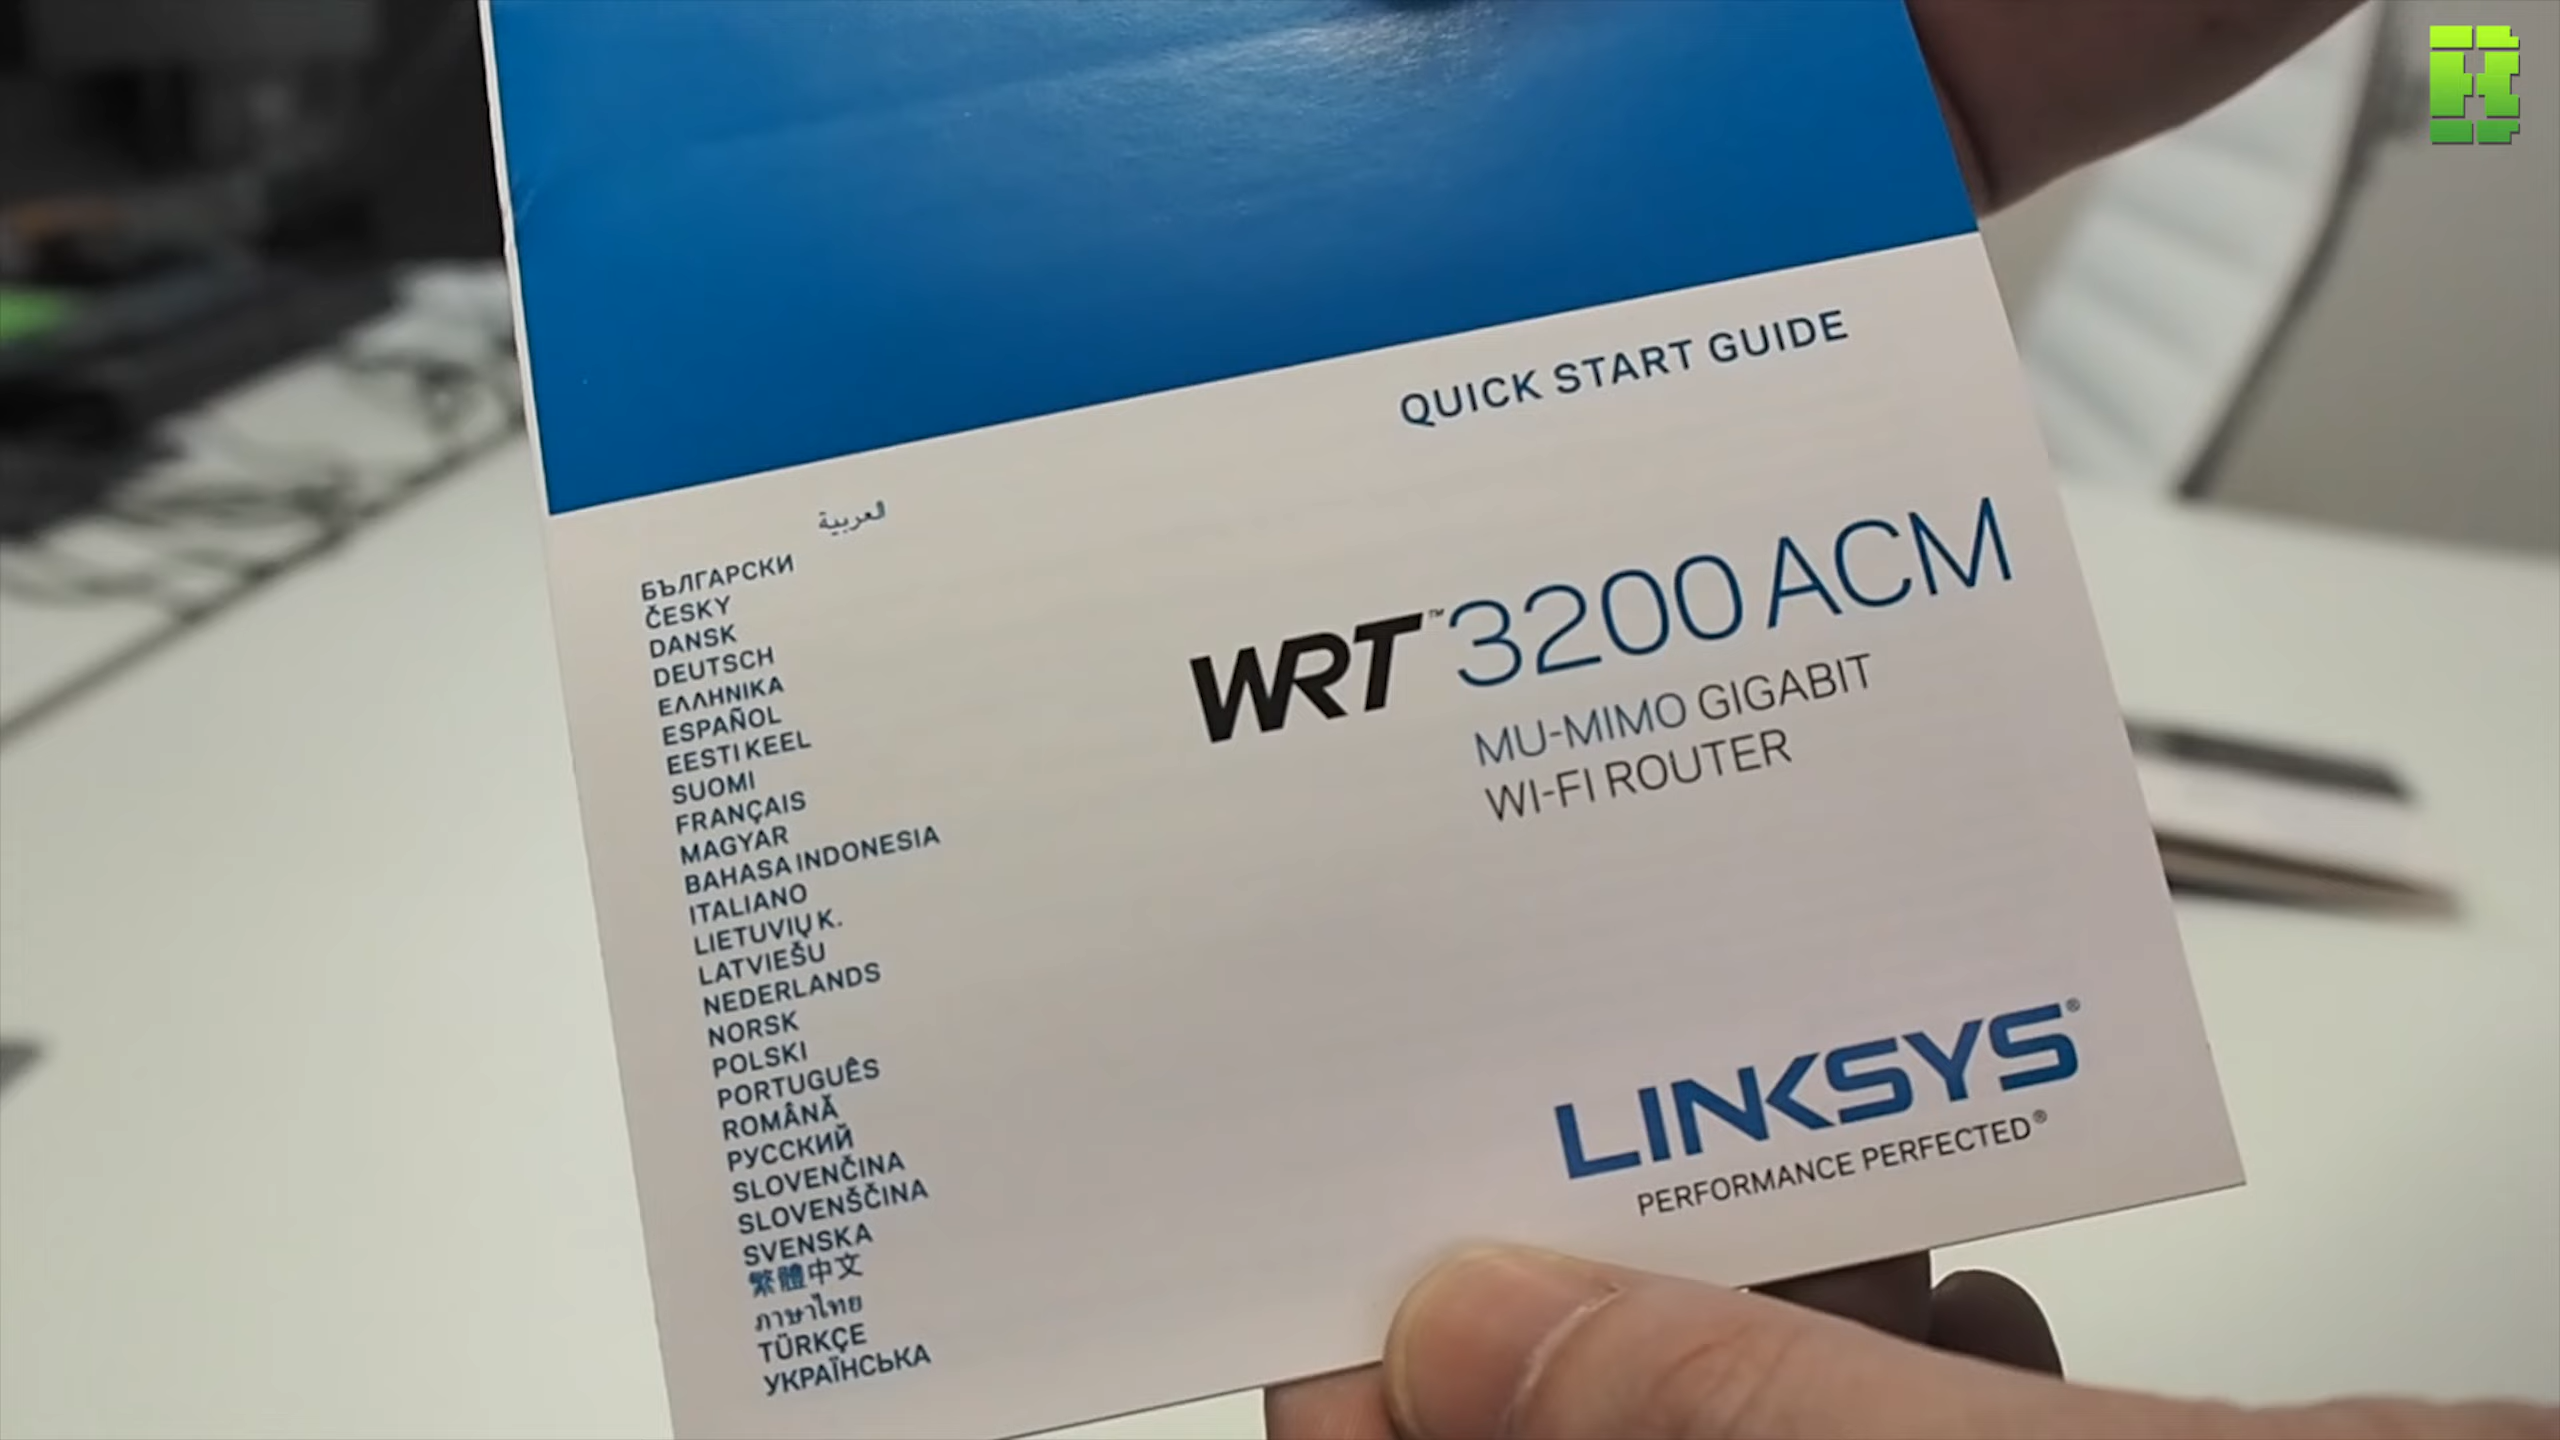 QUICK START GUIDE
العربية
БЪЛГАРСКИ
ČESKY
DANSK
DEUTSCH
ΕΛΛΗΝΙΚΑ
ESPAÑOL
EESTI KEEL
SUOMI
FRANÇAIS
MAGYAR
BAHASA INDONESIA
ITALIANO
LIETUVIŲ K.
LATVIEŠU
NEDERLANDS
NORSK
POLSKI
PORTUGUÊS
ROMÂNĂ
РУССКИЙ
SLOVENČINA
SLOVENŠČINA
SVENSKA
繁體中文
ภาษาไทย
TÜRKÇE
УКРАЇНСЬКА
WRT™ 3200 ACM
MU-MIMO GIGABIT
WI-FI ROUTER
LINKSYS®
PERFORMANCE PERFECTED®